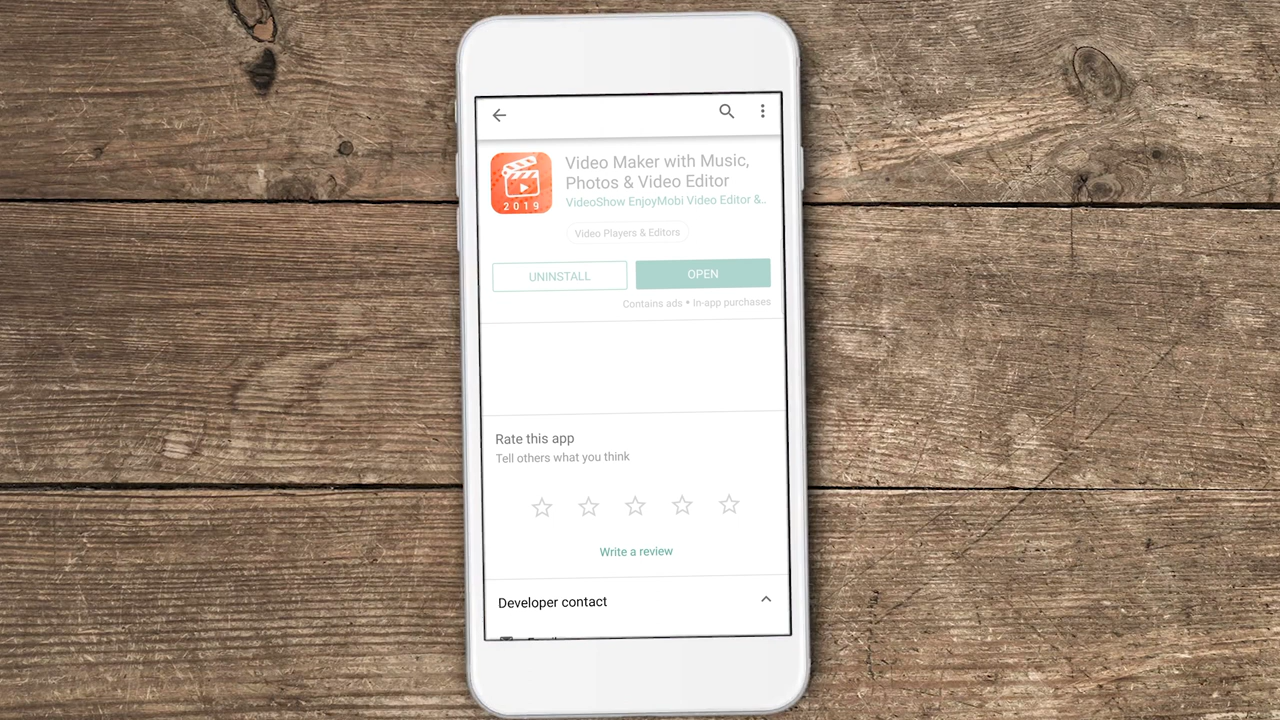 2019
Video Maker with Music,
Photos & Video Editor
VideoShow EnjoyMobi Video Editor &..
Video Players & Editors
UNINSTALL
OPEN
Contains ads • In-app purchases
Rate this app
Tell others what you think
Write a review
Developer contact